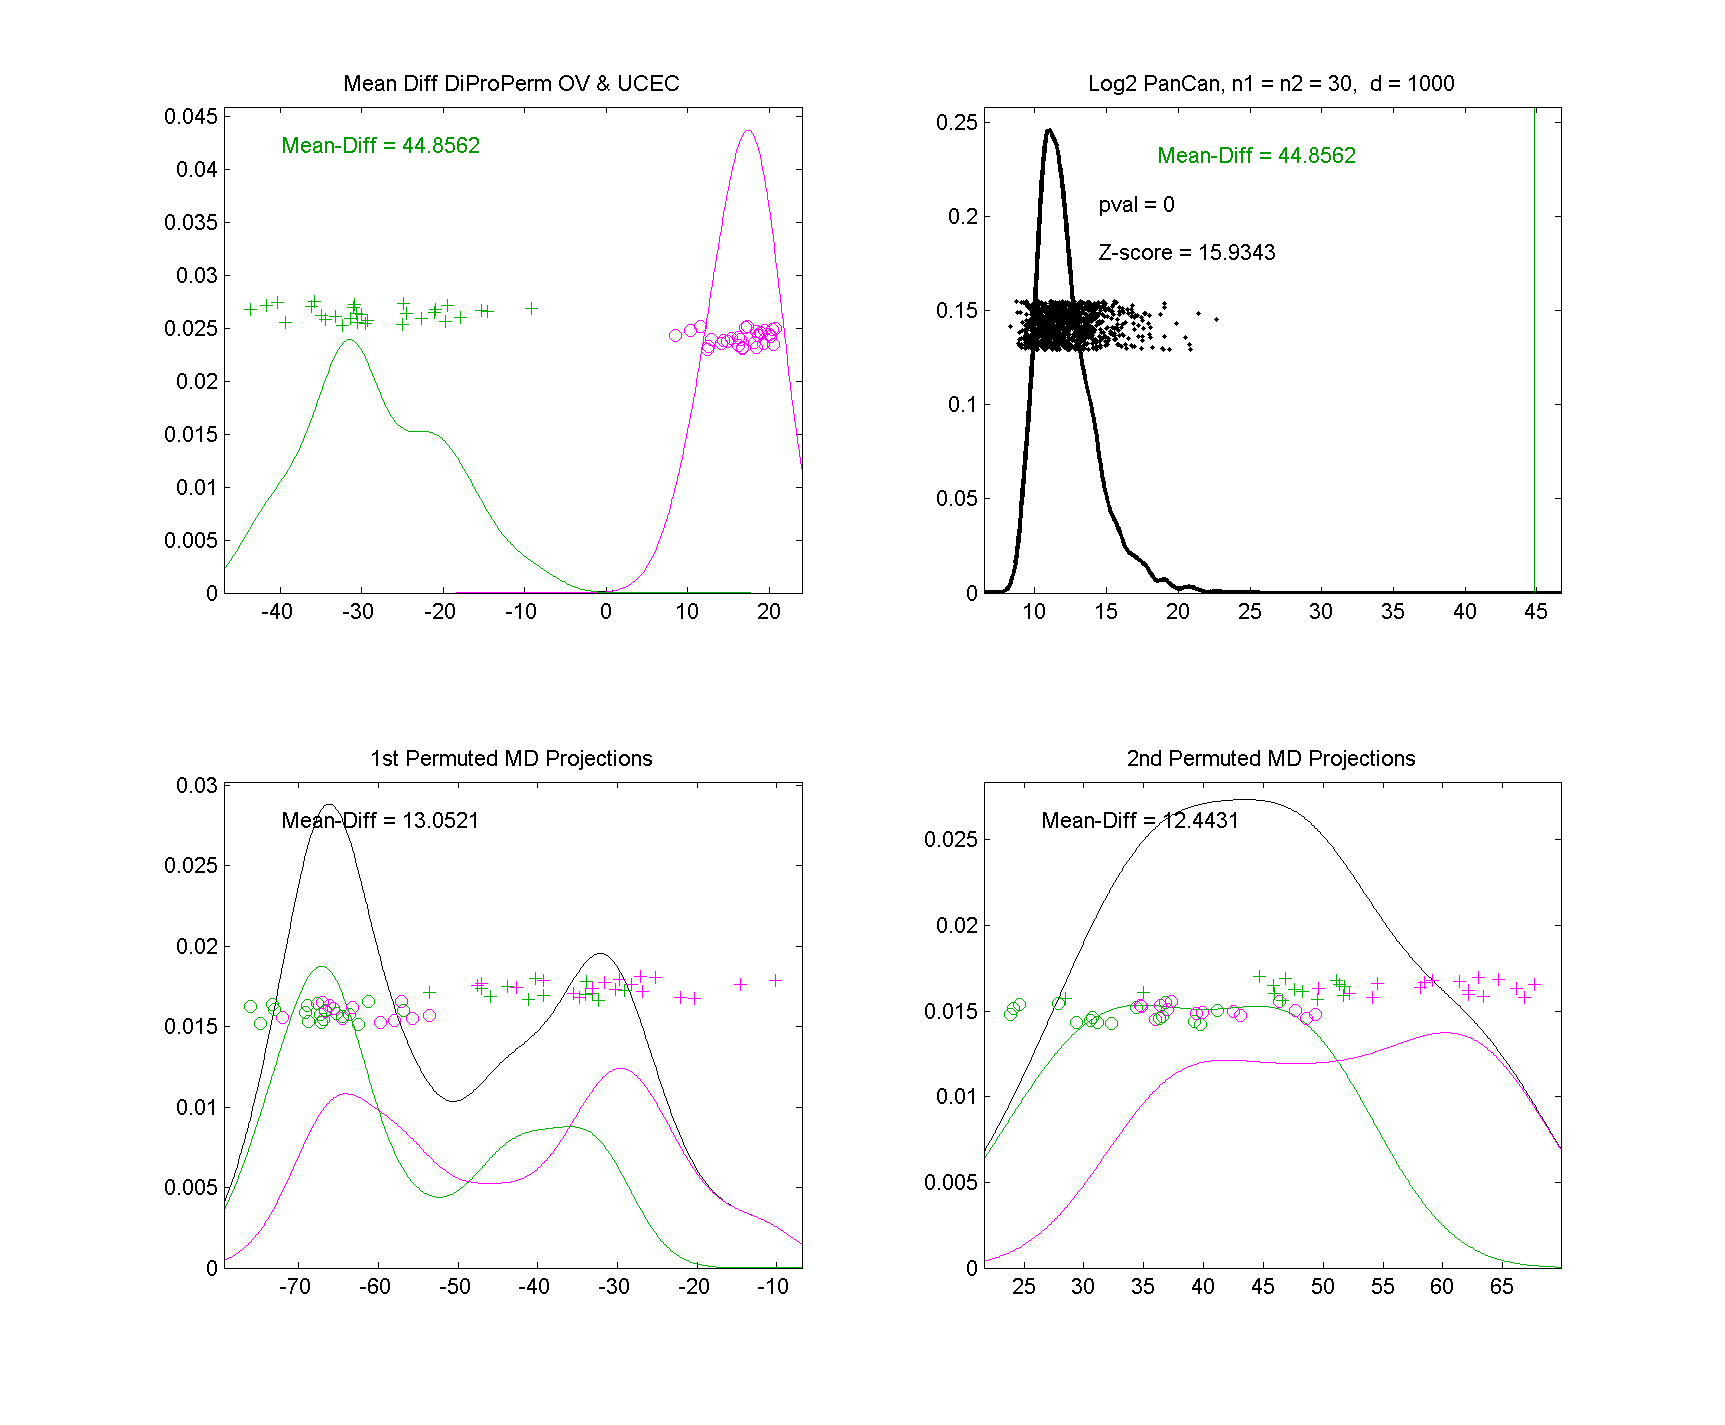 Mean Diff DiProPerm OV & UCEC
Mean-Diff = 44.8562
0.045
0.04
0.035
0.03
0.025
0.02
0.015
0.01
0.005
0
-40 -30 -20 -10 0 10 20
Log2 PanCan, n1 = n2 = 30, d = 1000
Mean-Diff = 44.8562
pval = 0
Z-score = 15.9343
0.25
0.2
0.15
0.1
0.05
0
10 15 20 25 30 35 40 45
1st Permuted MD Projections
Mean-Diff = 13.0521
0.03
0.025
0.02
0.015
0.01
0.005
0
-70 -60 -50 -40 -30 -20 -10
2nd Permuted MD Projections
Mean-Diff = 12.4431
0.025
0.02
0.015
0.01
0.005
0
25 30 35 40 45 50 55 60 65